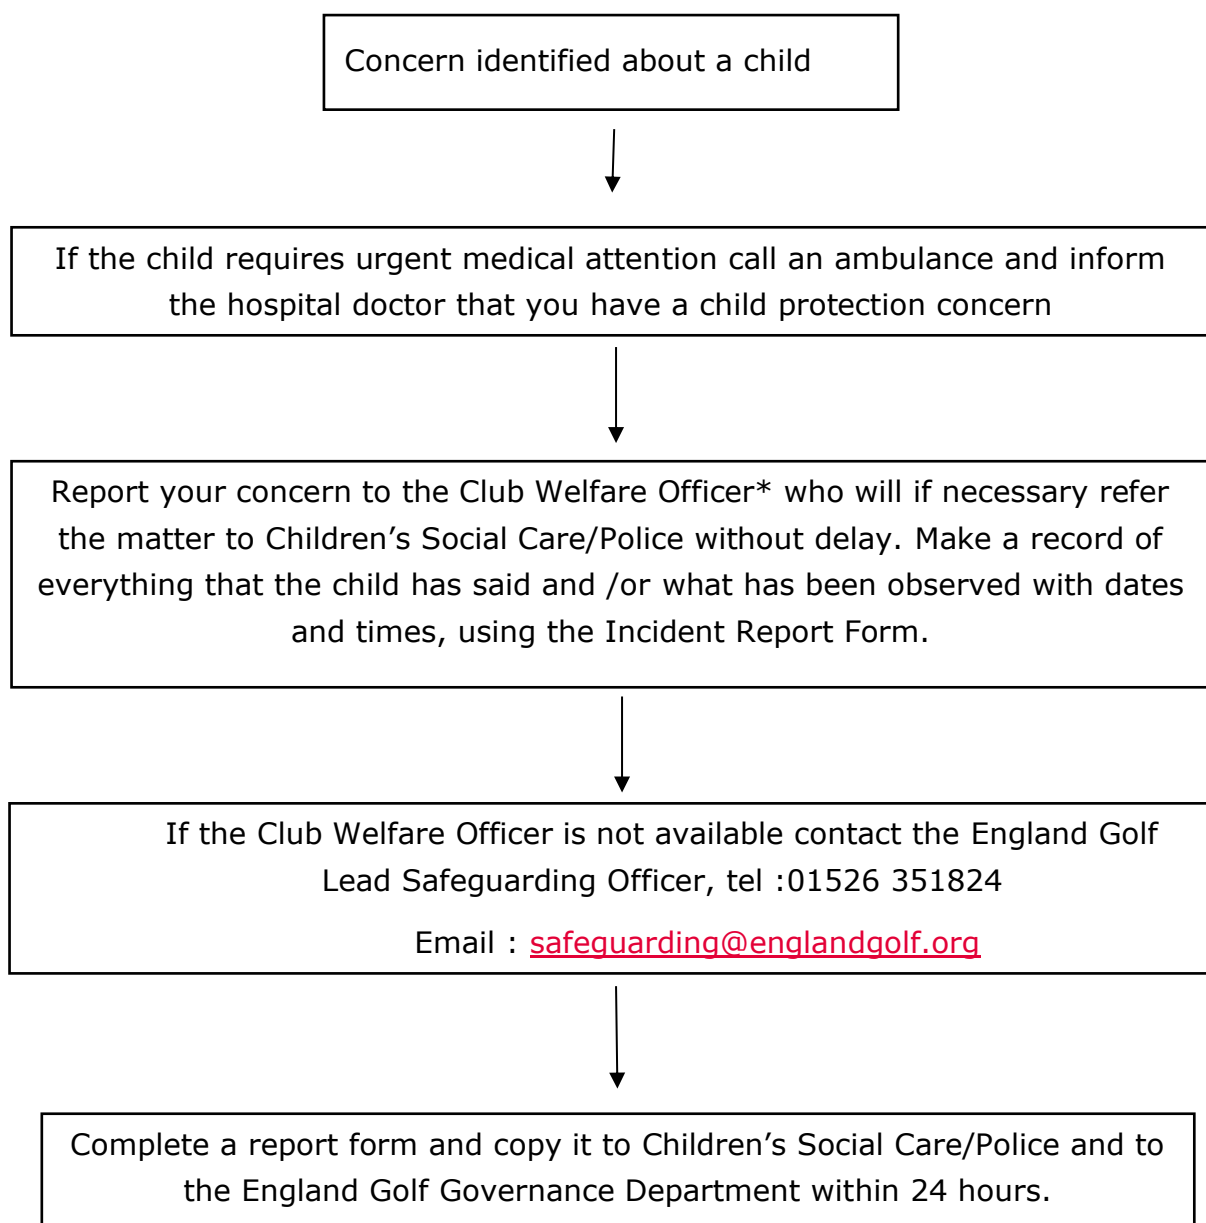 Concern identified about a child
If the child requires urgent medical attention call an ambulance and inform
the hospital doctor that you have a child protection concern
Report your concern to the Club Welfare Officer* who will if necessary refer
the matter to Children’s Social Care/Police without delay. Make a record of
everything that the child has said and /or what has been observed with dates
and times, using the Incident Report Form.
If the Club Welfare Officer is not available contact the England Golf
Lead Safeguarding Officer, tel :01526 351824
Email : safeguarding@englandgolf.org
Complete a report form and copy it to Children’s Social Care/Police and to
the England Golf Governance Department within 24 hours.